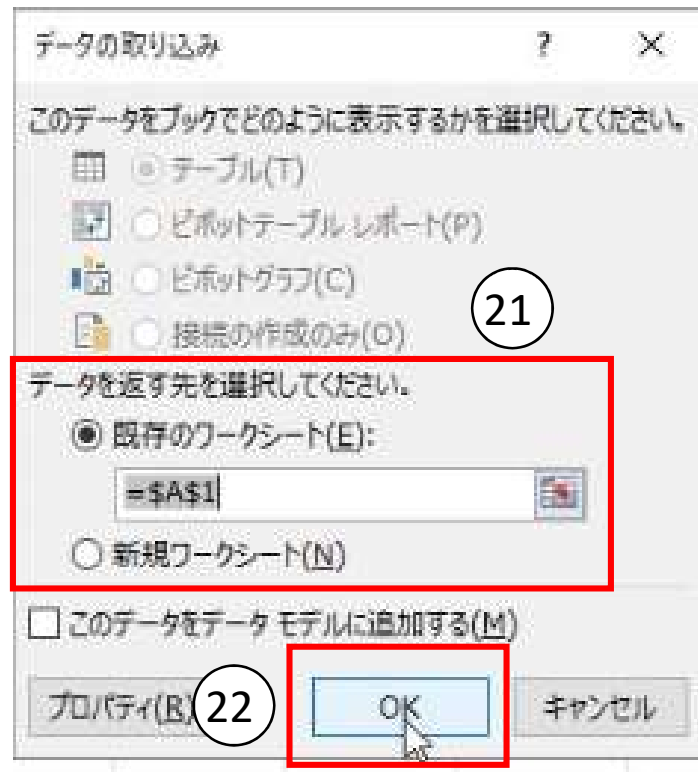 データの取り込み ? ×
このデータをブックでどのように表示するかを選択してください。
テーブル(T)
ピボットテーブル レポート(P)
ピボットグラフ(C)
21
接続の作成のみ(O)
データを返す先を選択してください。
既存のワークシート(E):
=$A$1
新規ワークシート(N)
このデータをデータ モデルに追加する(M)
プロパティ(R) 22 OK キャンセル